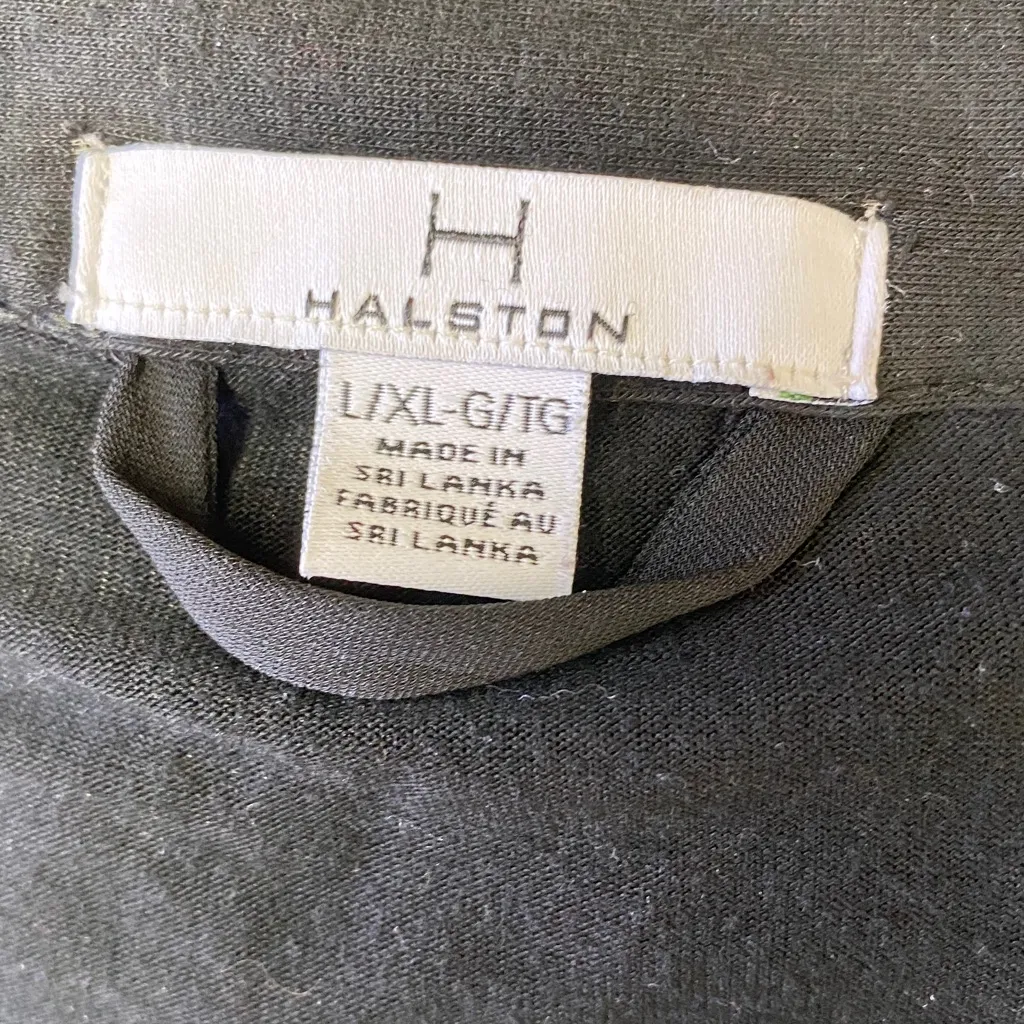 H
HALSTON
L/XL-G/TG
MADE IN
SRI LANKA
FABRIQUÉ AU
SRI LANKA